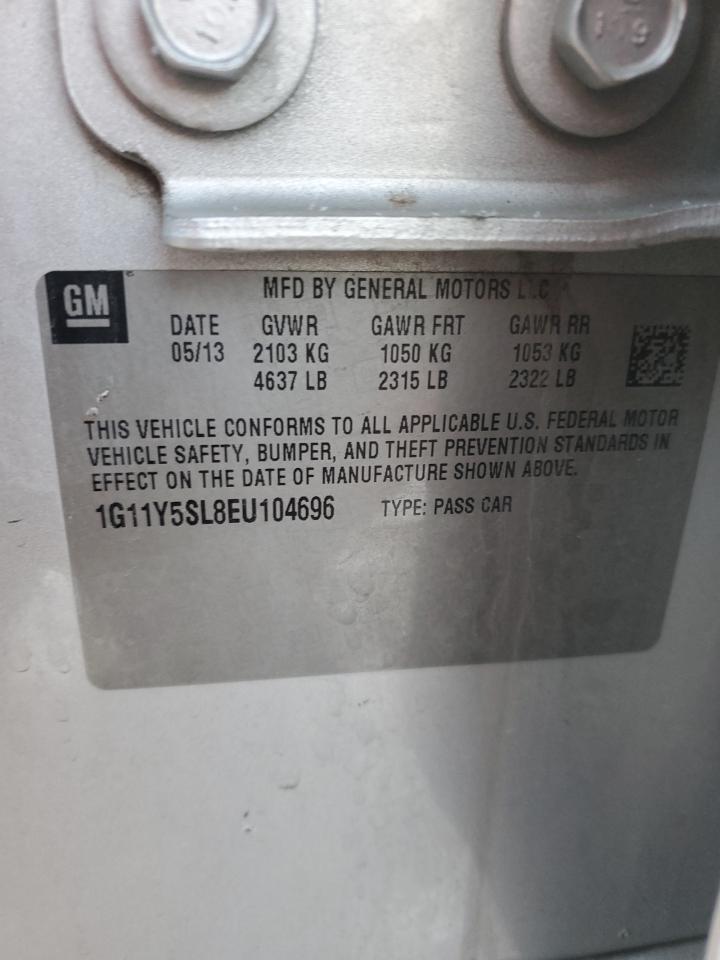 GM
MFD BY GENERAL MOTORS LLC
DATE GVWR GAWR FRT GAWR RR
05/13 2103 KG 1050 KG 1053 KG
4637 LB 2315 LB 2322 LB
THIS VEHICLE CONFORMS TO ALL APPLICABLE U.S. FEDERAL MOTOR
VEHICLE SAFETY, BUMPER, AND THEFT PREVENTION STANDARDS IN
EFFECT ON THE DATE OF MANUFACTURE SHOWN ABOVE.
1G11Y5SL8EU104696 TYPE: PASS CAR